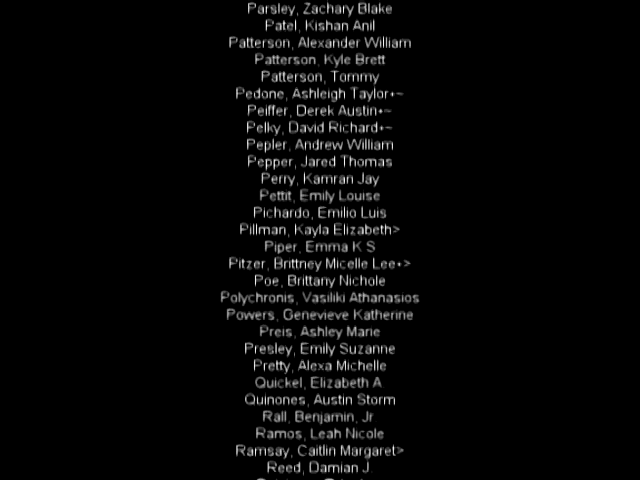 Parsley, Zachary Blake
Patel, Kishan Anil
Patterson, Alexander William
Patterson, Kyle Brett
Patterson, Tommy
Pedone, Ashleigh Taylor•~
Peiffer, Derek Austin•~
Pelky, David Richard•~
Pepler, Andrew William
Pepper, Jared Thomas
Perry, Kamran Jay
Pettit, Emily Louise
Pichardo, Emilio Luis
Pillman, Kayla Elizabeth>
Piper, Emma K S
Pitzer, Brittney Micelle Lee•>
Poe, Brittany Nichole
Polychronis, Vasiliki Athanasios
Powers, Genevieve Katherine
Preis, Ashley Marie
Presley, Emily Suzanne
Pretty, Alexa Michelle
Quickel, Elizabeth A
Quinones, Austin Storm
Rall, Benjamin, Jr
Ramos, Leah Nicole
Ramsay, Caitlin Margaret>
Reed, Damian J